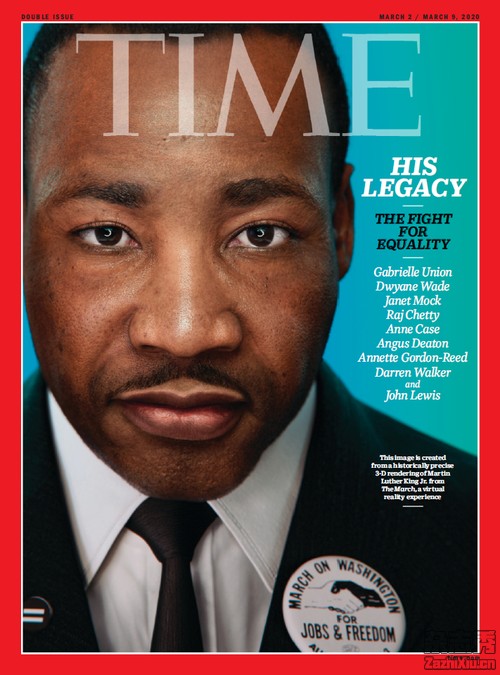 DOUBLE ISSUE
MARCH 2 / MARCH 9, 2020
TIME
HIS
LEGACY
THE FIGHT
FOR
EQUALITY
Gabrielle Union
Dwyane Wade
Janet Mock
Raj Chetty
Anne Case
Angus Deaton
Annette Gordon-Reed
Darren Walker
and
John Lewis
This image is created
from a historically precise
3-D rendering of Martin
Luther King Jr. from
The March, a virtual
reality experience
MARCH ON WASHINGTON
FOR
JOBS & FREEDOM
ZazhiXiu.cn